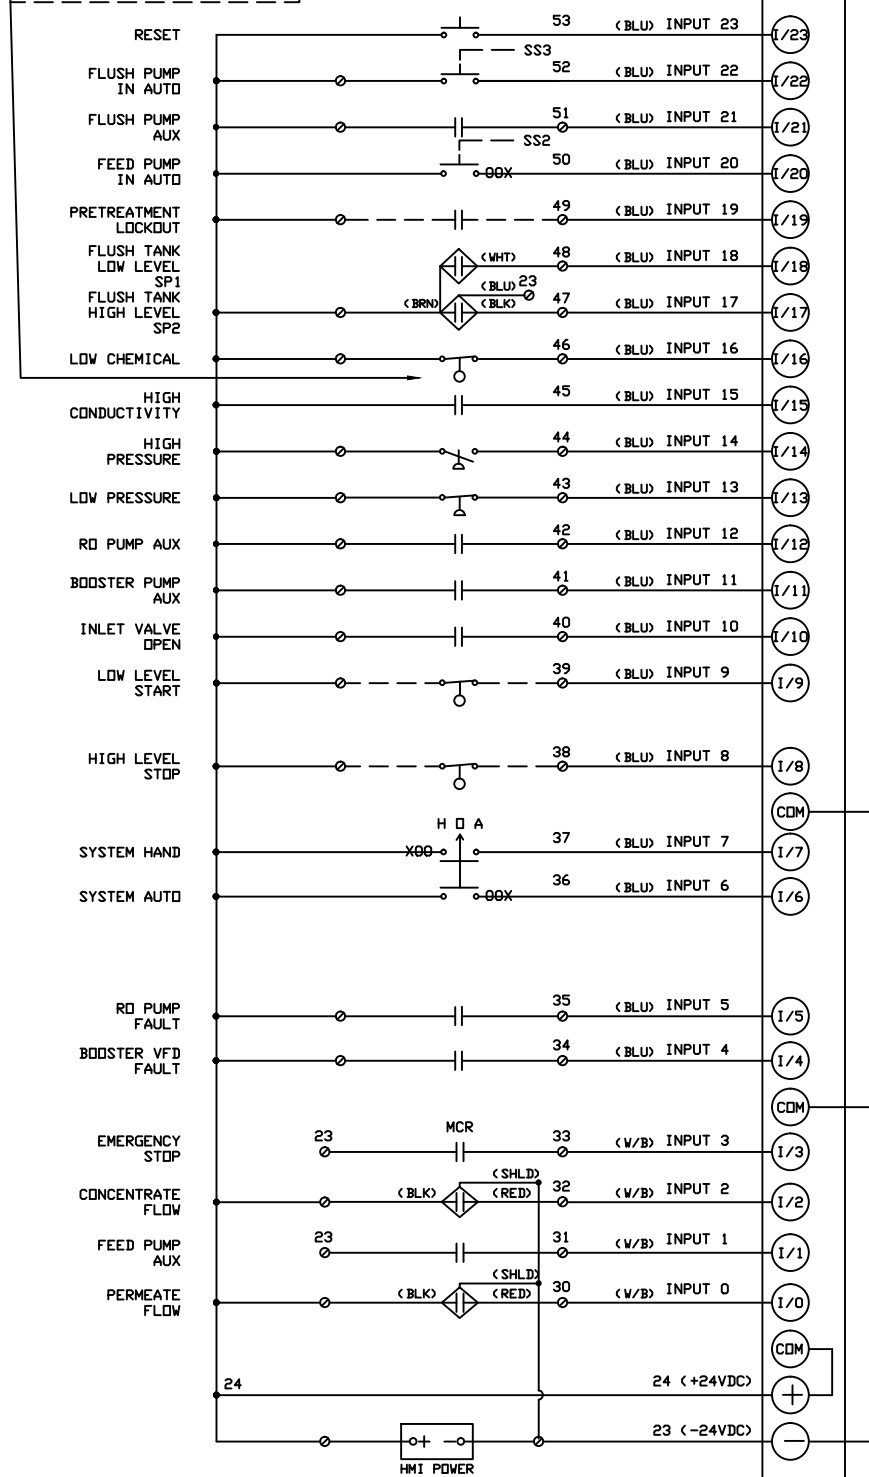 RESET 53 (BLU) INPUT 23 I/23
SS3
FLUSH PUMP 52 (BLU) INPUT 22 I/22
IN AUTO
FLUSH PUMP 51 (BLU) INPUT 21 I/21
AUX
SS2
FEED PUMP 50 (BLU) INPUT 20 I/20
IN AUTO OOX
PRETREATMENT 49 (BLU) INPUT 19 I/19
LOCKOUT
FLUSH TANK
LOW LEVEL (WHT) 48 (BLU) INPUT 18 I/18
SP1
FLUSH TANK (BLU) 23
HIGH LEVEL (BRN) (BLK) 47 (BLU) INPUT 17 I/17
SP2
LOW CHEMICAL 46 (BLU) INPUT 16 I/16
HIGH 45 (BLU) INPUT 15 I/15
CONDUCTIVITY
HIGH 44 (BLU) INPUT 14 I/14
PRESSURE
LOW PRESSURE 43 (BLU) INPUT 13 I/13
RO PUMP AUX 42 (BLU) INPUT 12 I/12
BOOSTER PUMP 41 (BLU) INPUT 11 I/11
AUX
INLET VALVE 40 (BLU) INPUT 10 I/10
OPEN
LOW LEVEL 39 (BLU) INPUT 9 I/9
START
HIGH LEVEL 38 (BLU) INPUT 8 I/8
STOP
COM
H O A
SYSTEM HAND XOO 37 (BLU) INPUT 7 I/7
SYSTEM AUTO OOX 36 (BLU) INPUT 6 I/6
RO PUMP 35 (BLU) INPUT 5 I/5
FAULT
BOOSTER VFD 34 (BLU) INPUT 4 I/4
FAULT
COM
MCR
EMERGENCY 23 33 (W/B) INPUT 3 I/3
STOP
(SHLD)
CONCENTRATE (BLK) (RED) 32 (W/B) INPUT 2 I/2
FLOW
FEED PUMP 23 31 (W/B) INPUT 1 I/1
AUX
(SHLD)
PERMEATE (BLK) (RED) 30 (W/B) INPUT 0 I/0
FLOW
COM
24 24 (+24VDC) +
+ - 23 (-24VDC) -
HMI POWER